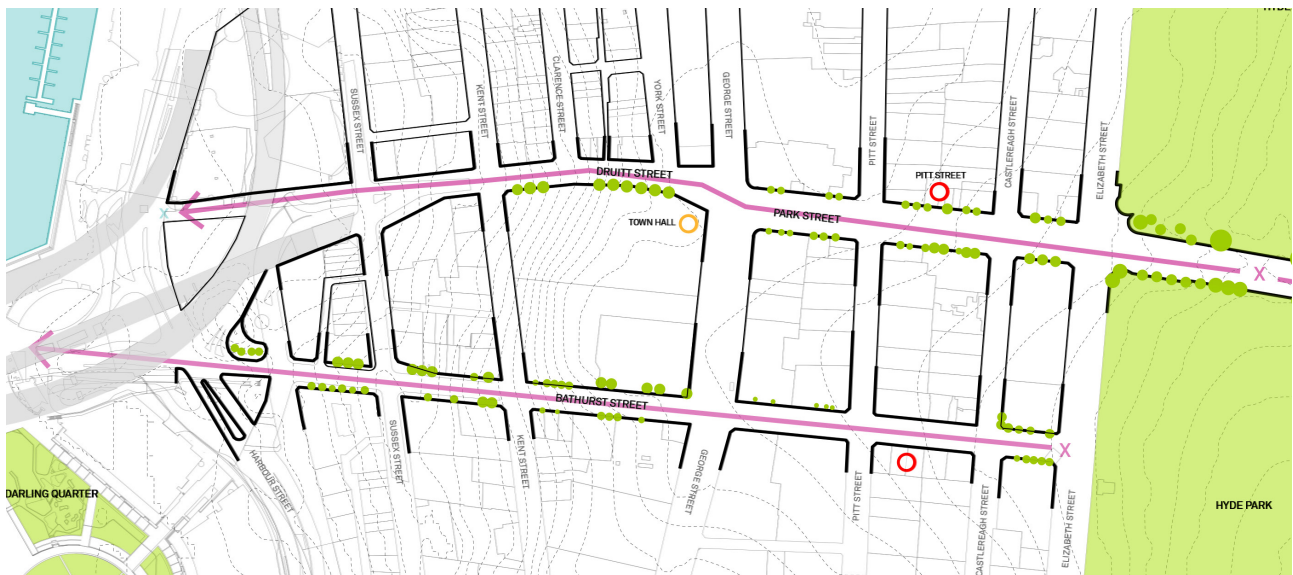 HYDE
SUSSEX STREET
KENT STREET
CLARENCE STREET
YORK STREET
GEORGE STREET
PITT STREET
CASTLEREAGH STREET
ELIZABETH STREET
DRUITT STREET
PITT STREET
X
TOWN HALL
PARK STREET
X
BATHURST STREET
X
DARLING QUARTER
HARBOUR STREET
SUSSEX STREET
KENT STREET
GEORGE STREET
PITT STREET
CASTLEREAGH STREET
ELIZABETH STREET
HYDE PARK